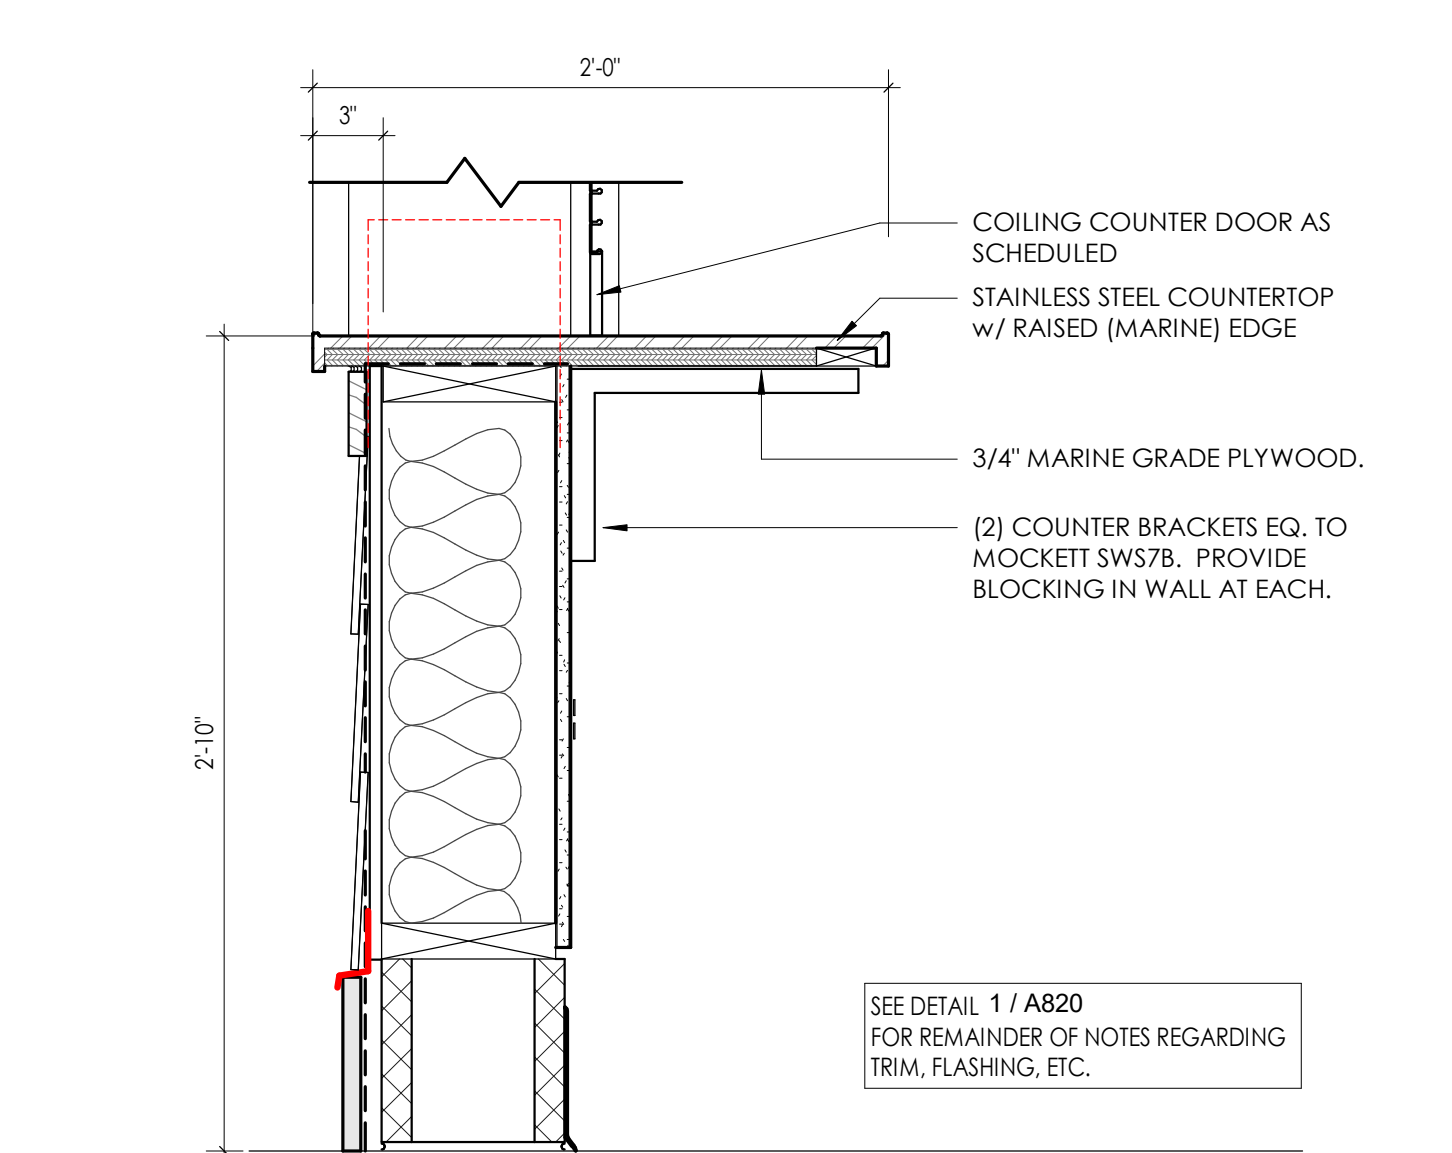 2'-0"
3"
COILING COUNTER DOOR AS
SCHEDULED
STAINLESS STEEL COUNTERTOP
w/ RAISED (MARINE) EDGE
3/4" MARINE GRADE PLYWOOD.
(2) COUNTER BRACKETS EQ. TO
MOCKETT SWS7B.  PROVIDE
BLOCKING IN WALL AT EACH.
2'-10"
SEE DETAIL 1 / A820
FOR REMAINDER OF NOTES REGARDING
TRIM, FLASHING, ETC.